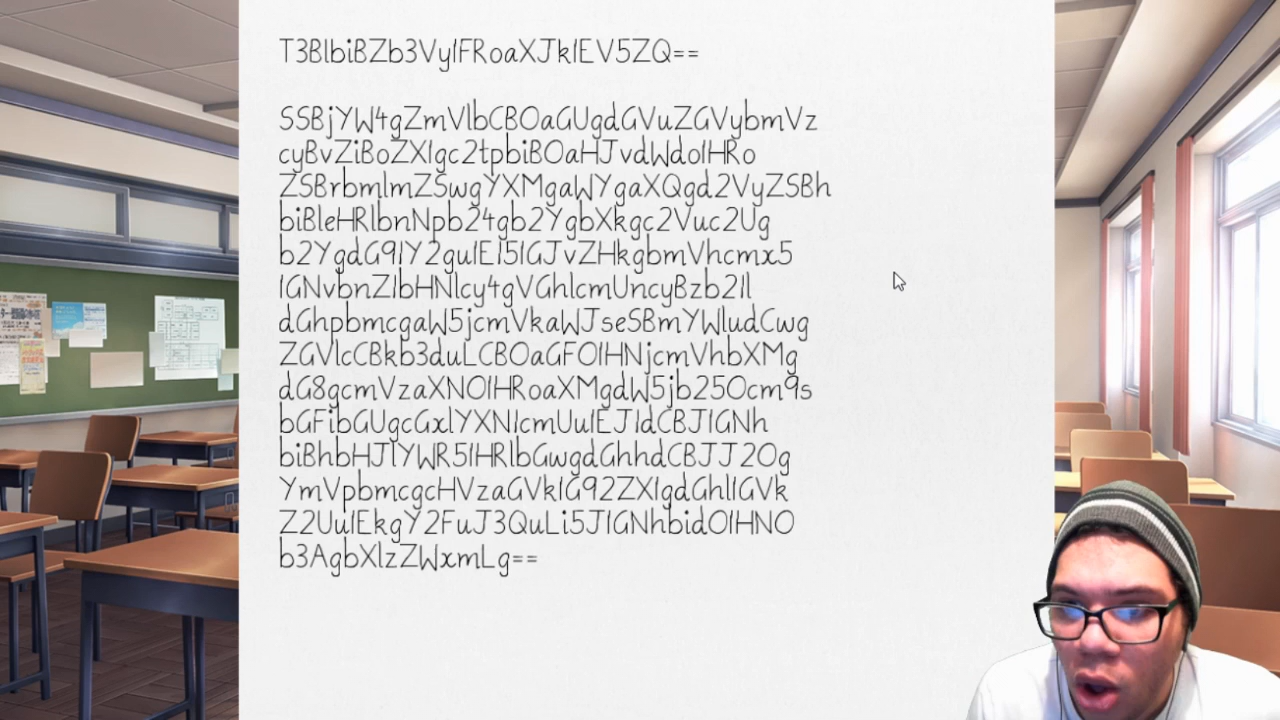 T3BlbiBZb3VyIFRoaXJkIEV5ZQ==
SSBjYW4gZmVlbCB0aGUgdGVuZGVybmVz
cyBvZiBoZXIgc2tpbiB0aHJvdWdoIHRo
ZSBrbmlmZSwgYXMgaWYgaXQgd2VyZSBh
biBleHRlbnNpb24gb2YgbXkgc2Vuc2Ug
b2YgdG91Y2guIE15IGJvZHkgbmVhcmx5
IGNvbnZ1bHNlcy4gVGhlcmUncyBzb21l
dGhpbmcgaW5jcmVkaWJseSBmYWludCwg
ZGVlcCBkb3duLCB0aGF0IHNjcmVhbXMg
dG8gcmVzaXN0IHRoaXMgdW5jb250cm9s
bGFibGUgcGxlYXN1cmUuIEJ1dCBJIGNh
biBhbHJlYWR5IHRlbGwgdGhhdCBJJ20g
YmVpbmcgcHVzaGVkIG92ZXIgdGhlIGVk
Z2UuIEkgY2FuJ3QuLi5JIGNhbid0IHN0
b3AgbXlzZWxmLg==